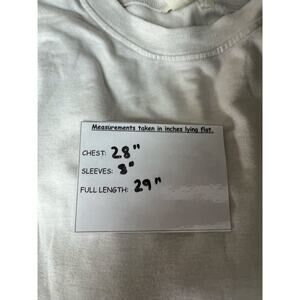 Measurements taken in inches lying flat.
CHEST: 28"
SLEEVES: 8"
FULL LENGTH: 29"